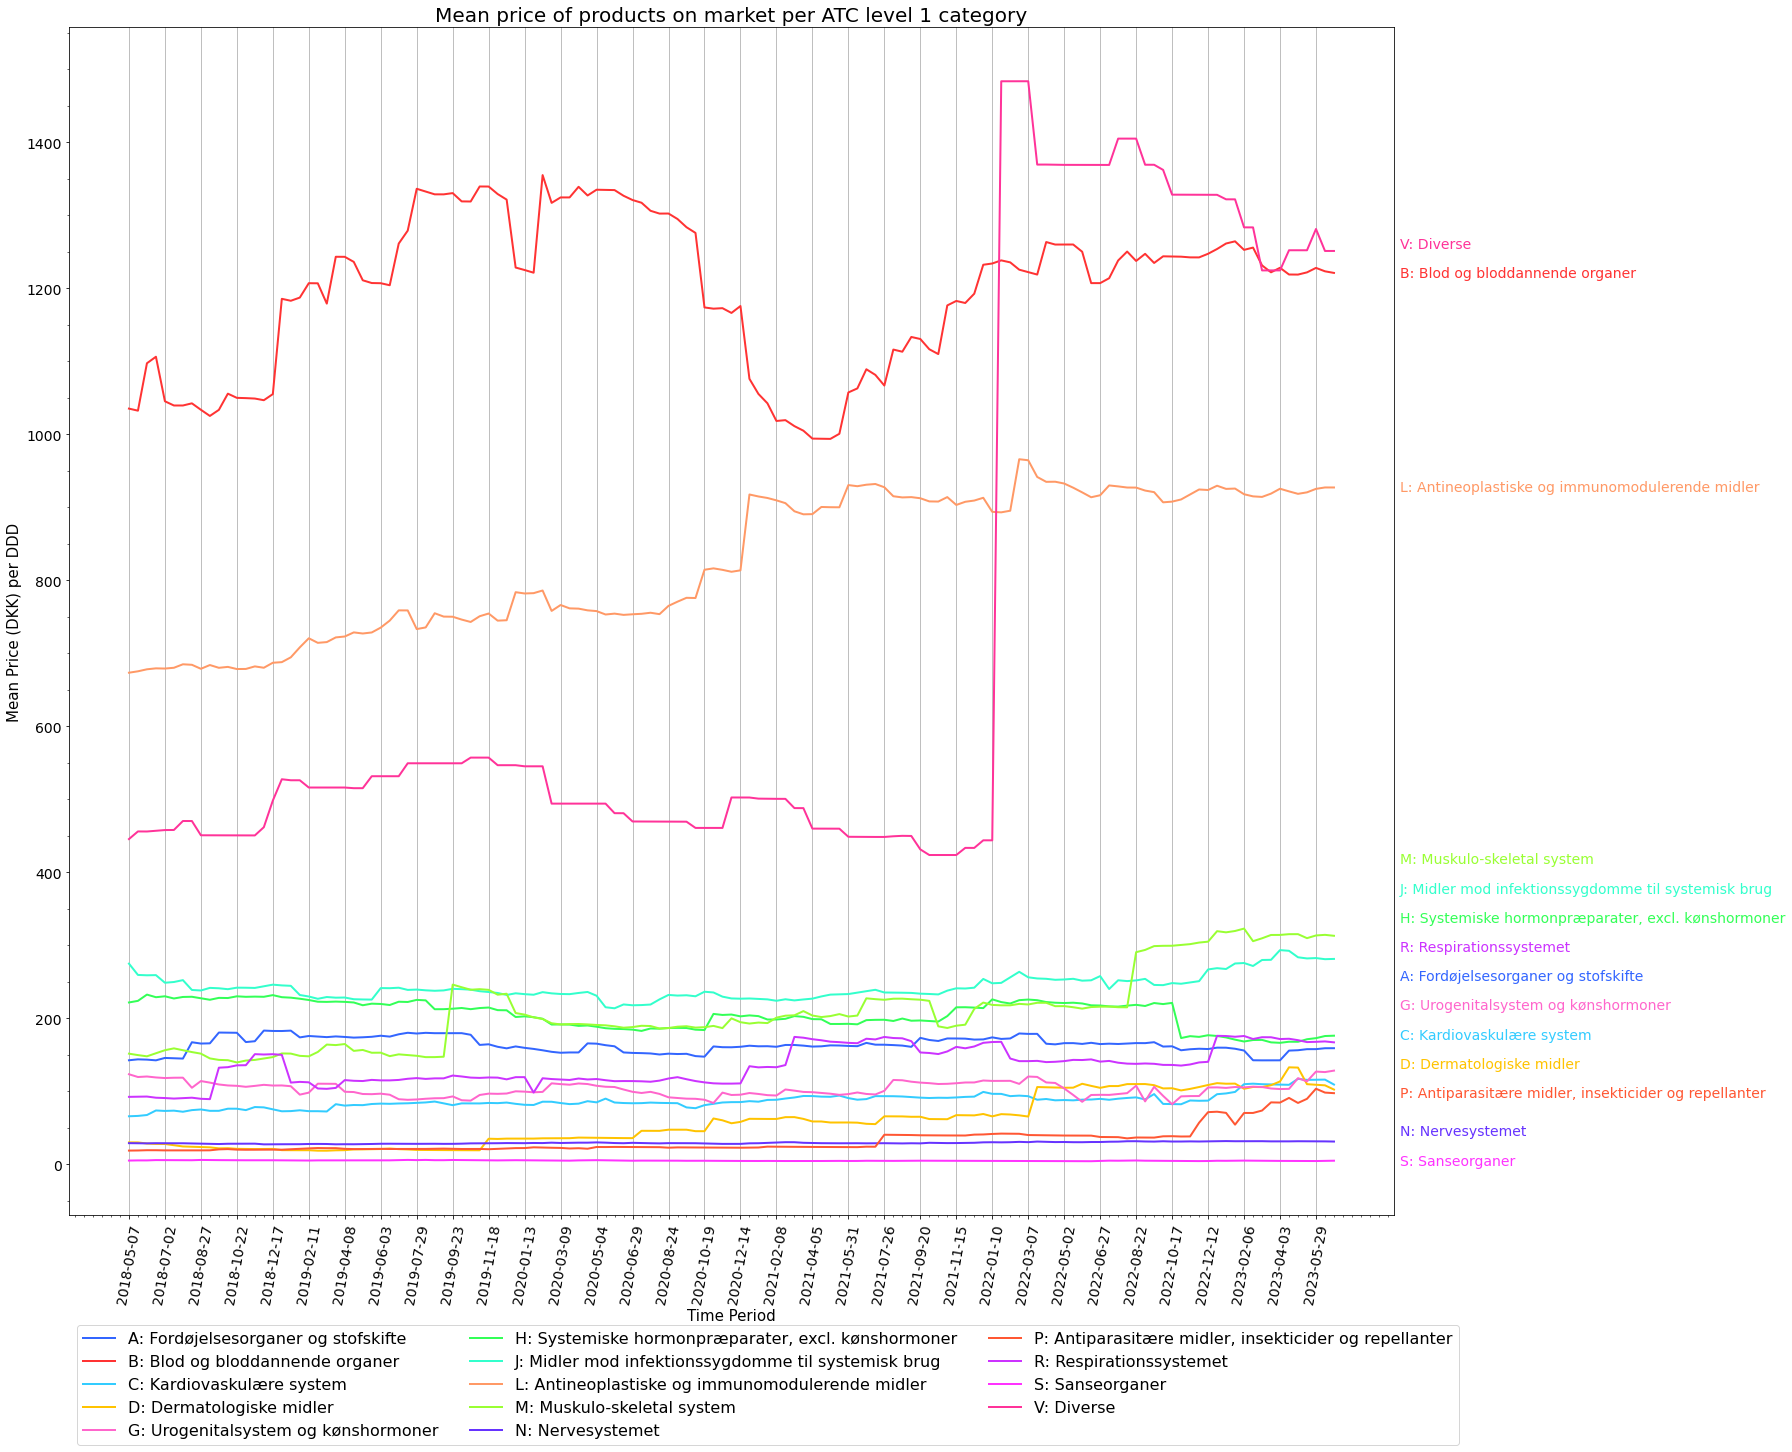 Mean price of products on market per ATC level 1 category
Mean Price (DKK) per DDD
1400
1200
1000
800
600
400
200
0
V: Diverse
B: Blod og bloddannende organer
L: Antineoplastiske og immunomodulerende midler
M: Muskulo-skeletal system
J: Midler mod infektionssygdomme til systemisk brug
H: Systemiske hormonpræparater, excl. kønshormoner
R: Respirationssystemet
A: Fordøjelsesorganer og stofskifte
G: Urogenitalsystem og kønshormoner
C: Kardiovaskulære system
D: Dermatologiske midler
P: Antiparasitære midler, insekticider og repellanter
N: Nervesystemet
S: Sanseorganer
2018-05-07
2018-07-02
2018-08-27
2018-10-22
2018-12-17
2019-02-11
2019-04-08
2019-06-03
2019-07-29
2019-09-23
2019-11-18
2020-01-13
2020-03-09
2020-05-04
2020-06-29
2020-08-24
2020-10-19
2020-12-14
2021-02-08
2021-04-05
2021-05-31
2021-07-26
2021-09-20
2021-11-15
2022-01-10
2022-03-07
2022-05-02
2022-06-27
2022-08-22
2022-10-17
2022-12-12
2023-02-06
2023-04-03
2023-05-29
Time Period
A: Fordøjelsesorganer og stofskifte
B: Blod og bloddannende organer
C: Kardiovaskulære system
D: Dermatologiske midler
G: Urogenitalsystem og kønshormoner
H: Systemiske hormonpræparater, excl. kønshormoner
J: Midler mod infektionssygdomme til systemisk brug
L: Antineoplastiske og immunomodulerende midler
M: Muskulo-skeletal system
N: Nervesystemet
P: Antiparasitære midler, insekticider og repellanter
R: Respirationssystemet
S: Sanseorganer
V: Diverse